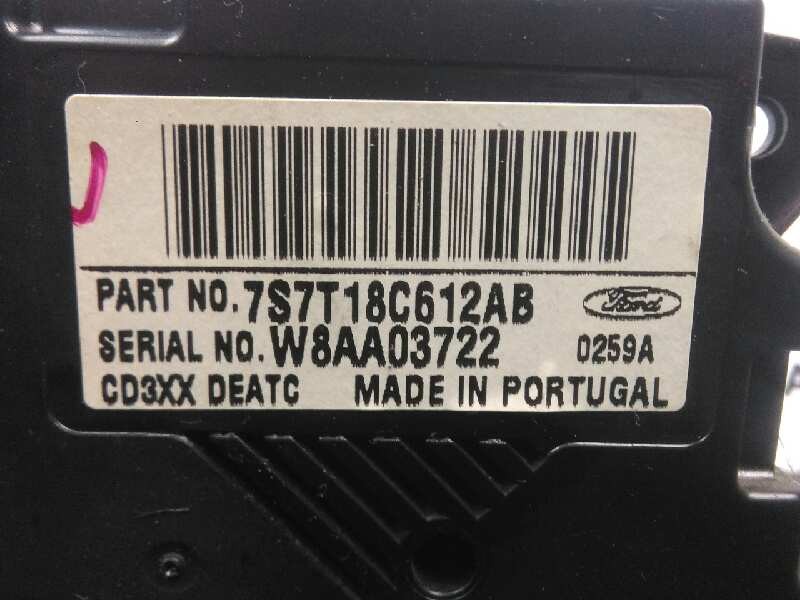 PART NO. 7S7T18C612AB
Ford
SERIAL NO. W8AA03722 0259A
CD3XX DEATC MADE IN PORTUGAL